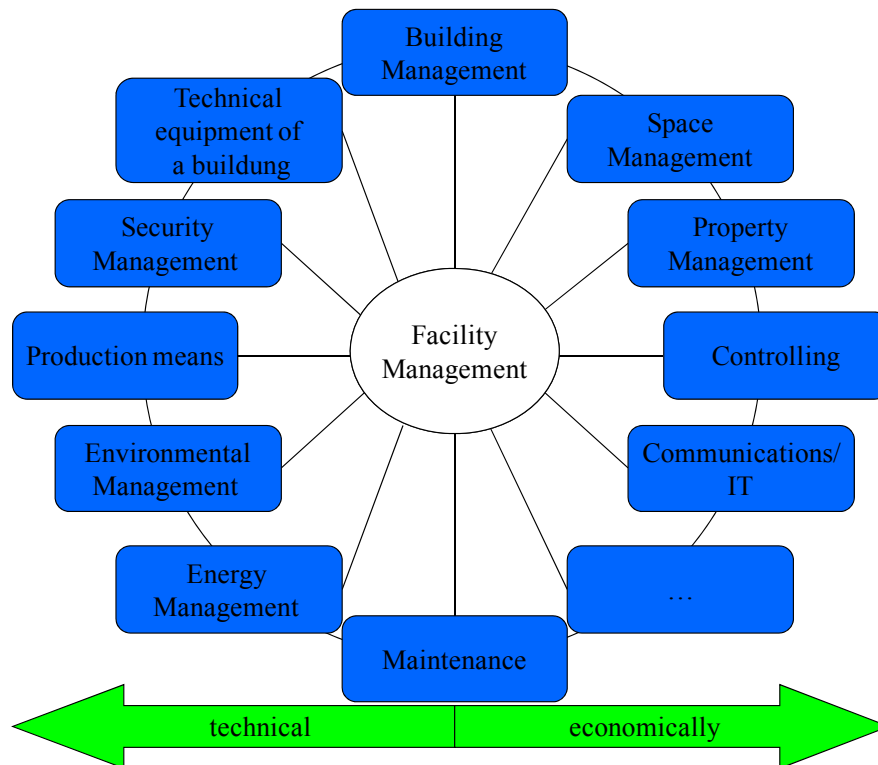 Building
Management
Technical
equipment of
a buildung
Space
Management
Security
Management
Property
Management
Production means
Facility
Management
Controlling
Environmental
Management
Communications/
IT
Energy
Management
…
Maintenance
technical
economically